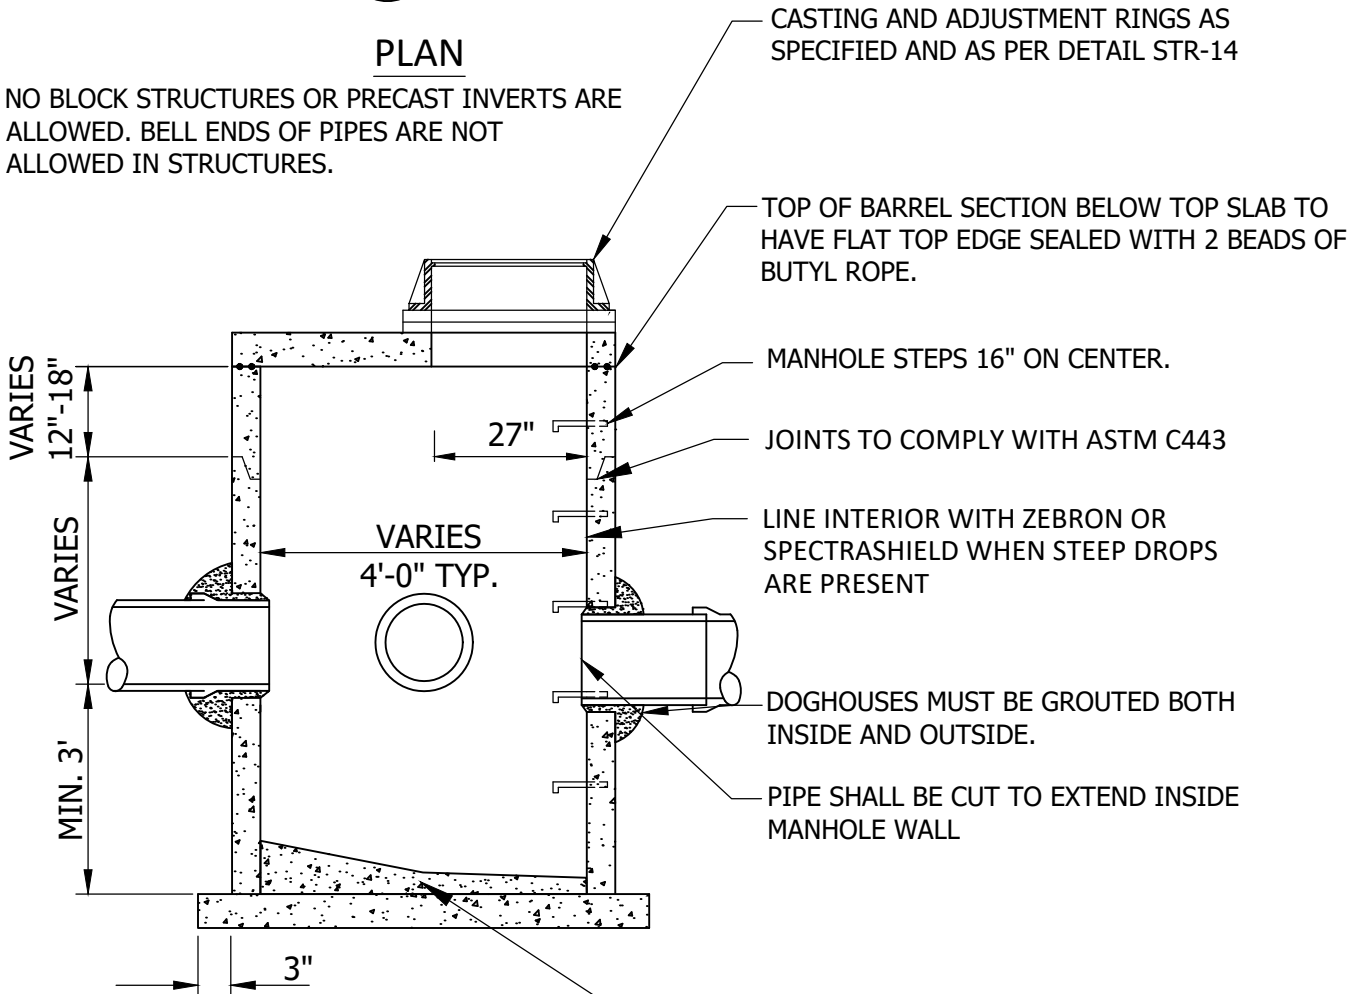 PLAN
NO BLOCK STRUCTURES OR PRECAST INVERTS ARE
ALLOWED. BELL ENDS OF PIPES ARE NOT
ALLOWED IN STRUCTURES.
CASTING AND ADJUSTMENT RINGS AS
SPECIFIED AND AS PER DETAIL STR-14
TOP OF BARREL SECTION BELOW TOP SLAB TO
HAVE FLAT TOP EDGE SEALED WITH 2 BEADS OF
BUTYL ROPE.
MANHOLE STEPS 16" ON CENTER.
JOINTS TO COMPLY WITH ASTM C443
LINE INTERIOR WITH ZEBRON OR
SPECTRASHIELD WHEN STEEP DROPS
ARE PRESENT
DOGHOUSES MUST BE GROUTED BOTH
INSIDE AND OUTSIDE.
PIPE SHALL BE CUT TO EXTEND INSIDE
MANHOLE WALL
VARIES
12"-18"
VARIES
MIN. 3'
27"
VARIES
4'-0" TYP.
3"